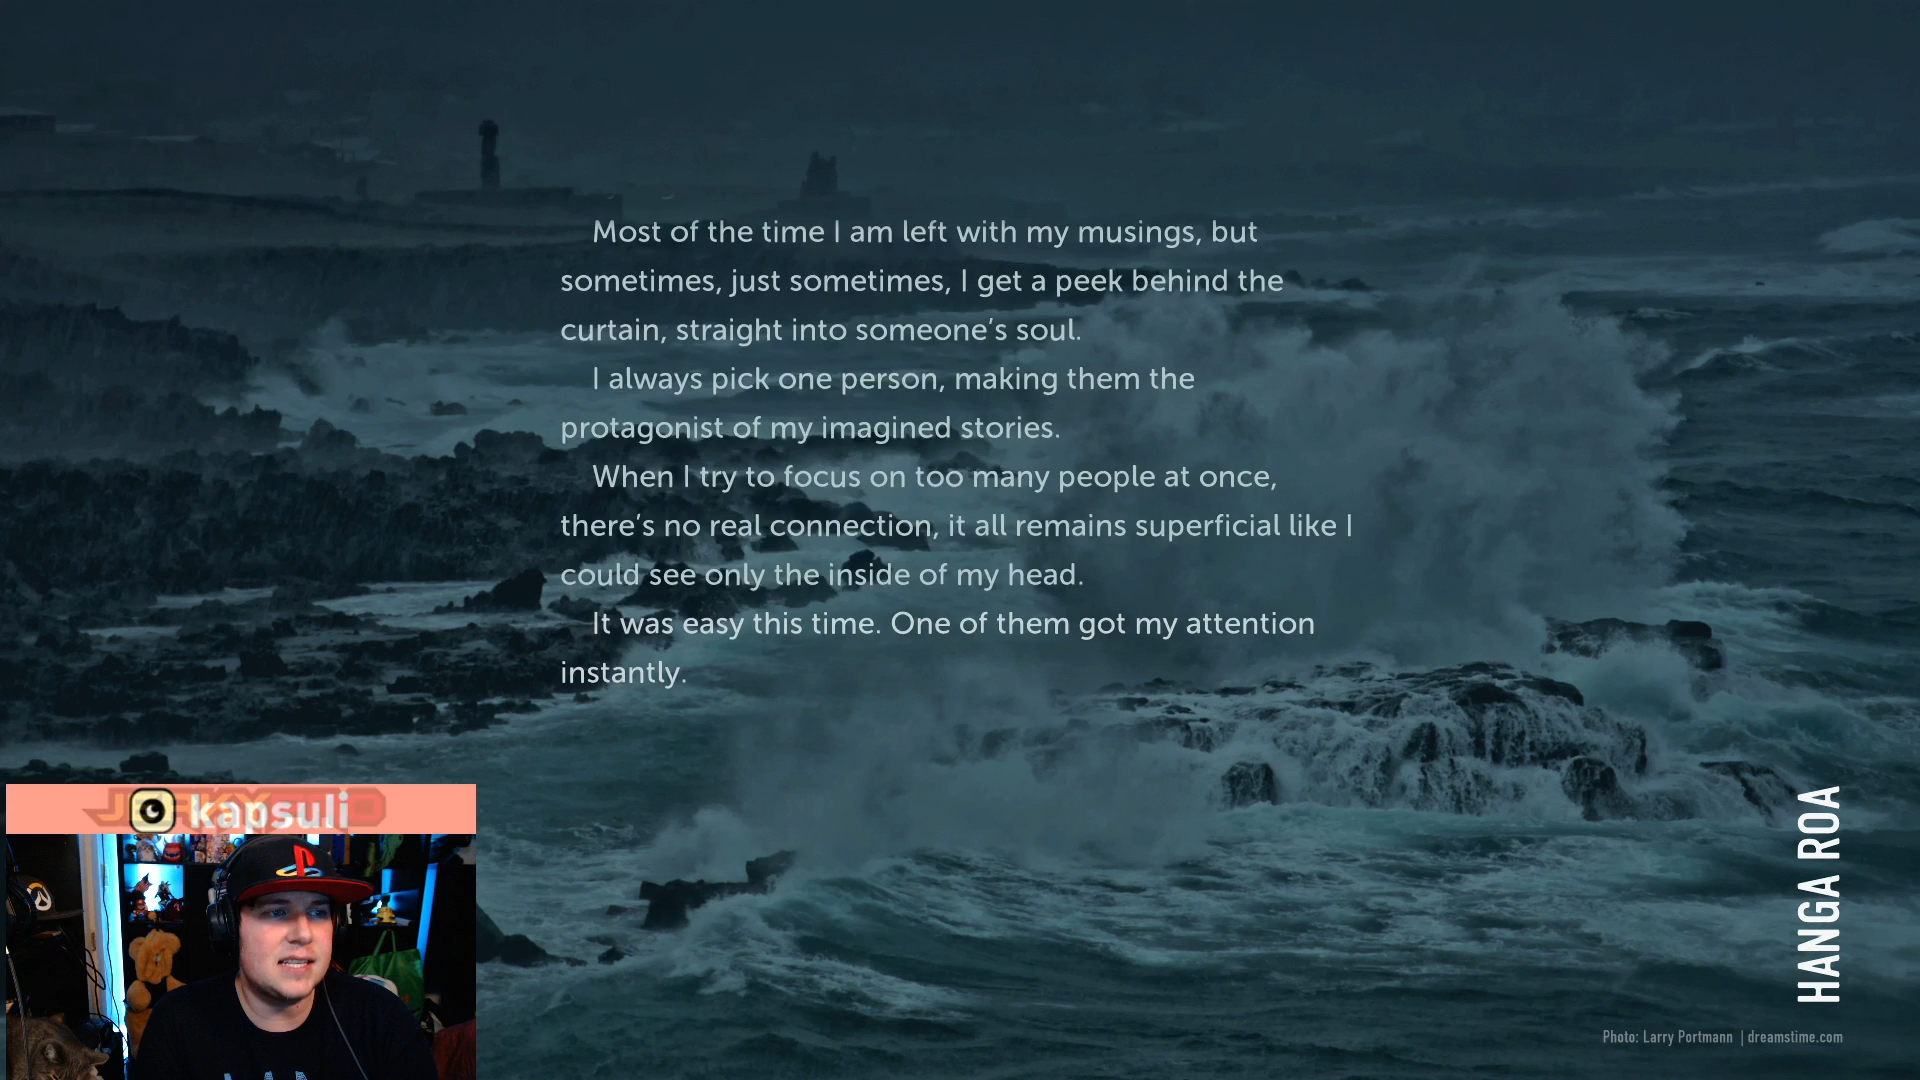 Most of the time I am left with my musings, but
sometimes, just sometimes, I get a peek behind the
curtain, straight into someone’s soul.
I always pick one person, making them the
protagonist of my imagined stories.
When I try to focus on too many people at once,
there’s no real connection, it all remains superficial like I
could see only the inside of my head.
It was easy this time. One of them got my attention
instantly.
kapsuli
HANGA ROA
Photo: Larry Portmann | dreamstime.com